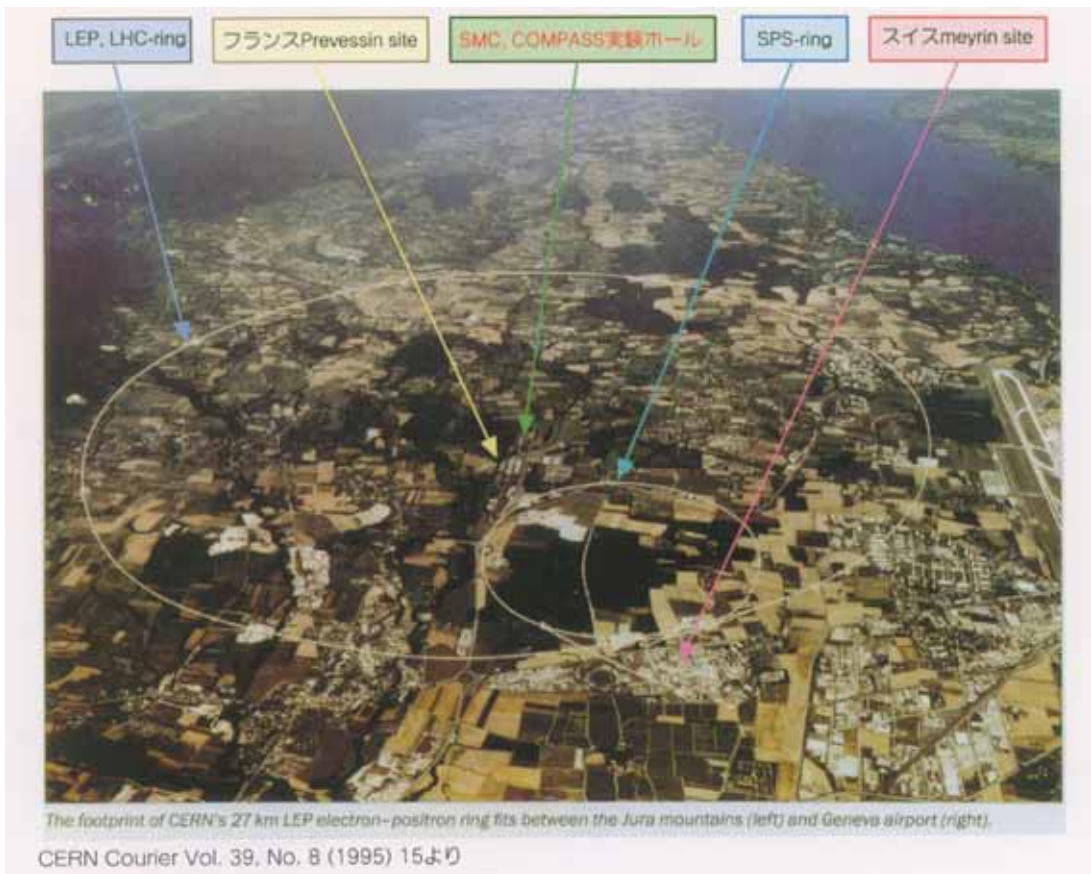 LEP, LHC-ring
フランスPrevessin site
SMC, COMPASS実験ホール
SPS-ring
スイスmeyrin site
The footprint of CERN's 27 km LEP electron–positron ring fits between the Jura mountains (left) and Geneva airport (right).
CERN Courier Vol. 39, No. 8 (1995) 15より